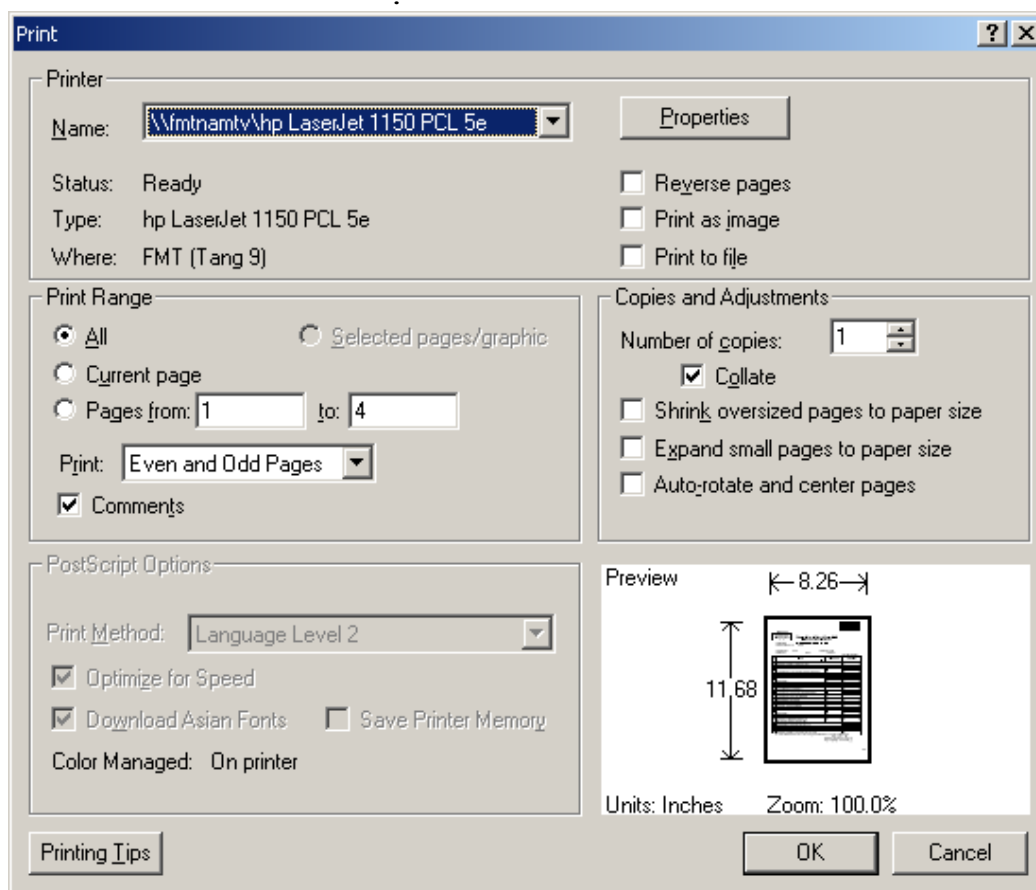 Print
Printer
Name: \\fmtnamtv\hp LaserJet 1150 PCL 5e
Properties
Status: Ready
Reverse pages
Type: hp LaserJet 1150 PCL 5e
Print as image
Where: FMT (Tang 9)
Print to file
Print Range
All
Selected pages/graphic
Current page
Pages from: 1 to: 4
Print: Even and Odd Pages
Comments
Copies and Adjustments
Number of copies: 1
Collate
Shrink oversized pages to paper size
Expand small pages to paper size
Auto-rotate and center pages
PostScript Options
Print Method: Language Level 2
Optimize for Speed
Download Asian Fonts Save Printer Memory
Color Managed: On printer
Preview
8.26
11.68
Units: Inches Zoom: 100.0%
Printing Tips
OK
Cancel